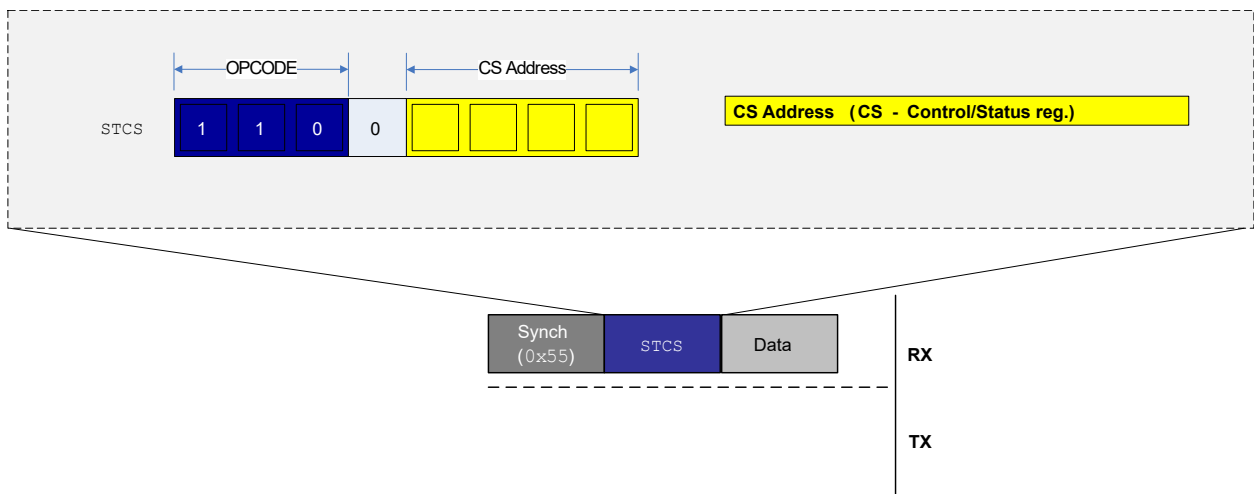 OPCODE
CS Address
STCS 1 1 0 0
CS Address (CS - Control/Status reg.)
Synch
(0x55)
STCS
Data
RX
TX